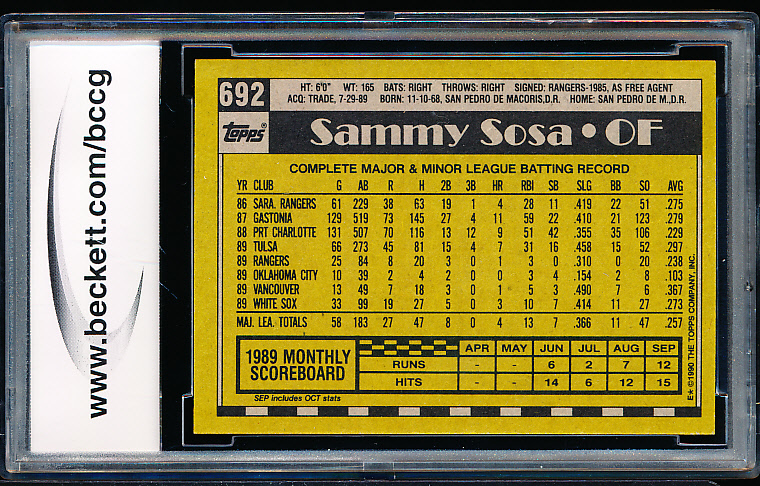 www.beckett.com/bccg
692
HT: 6'0" WT: 165 BATS: RIGHT THROWS: RIGHT SIGNED: RANGERS-1985, AS FREE AGENT
ACQ: TRADE, 7-29-89 BORN: 11-10-68, SAN PEDRO DE MACORIS,D.R. HOME: SAN PEDRO DE M.,D.R.
Topps® Sammy Sosa • OF
COMPLETE MAJOR & MINOR LEAGUE BATTING RECORD
YR CLUB G AB R H 2B 3B HR RBI SB SLG BB SO AVG
86 SARA. RANGERS 61 229 38 63 19 1 4 28 11 .419 22 51 .275
87 GASTONIA 129 519 73 145 27 4 11 59 22 .410 21 123 .279
88 PRT CHARLOTTE 131 507 70 116 13 12 9 51 42 .355 35 106 .229
89 TULSA 66 273 45 81 15 4 7 31 16 .458 15 52 .297
89 RANGERS 25 84 8 20 3 0 1 3 0 .310 0 20 .238
89 OKLAHOMA CITY 10 39 2 4 2 0 0 3 4 .154 2 8 .103
89 VANCOUVER 13 49 7 18 3 0 1 5 3 .490 7 6 .367
89 WHITE SOX 33 99 19 27 5 0 3 10 7 .414 11 27 .273
MAJ. LEA. TOTALS 58 183 27 47 8 0 4 13 7 .366 11 47 .257
1989 MONTHLY
SCOREBOARD
APR MAY JUN JUL AUG SEP
RUNS - - 6 2 7 12
HITS - - 14 6 12 15
SEP includes OCT stats
E★ ©1990 THE TOPPS COMPANY, INC.